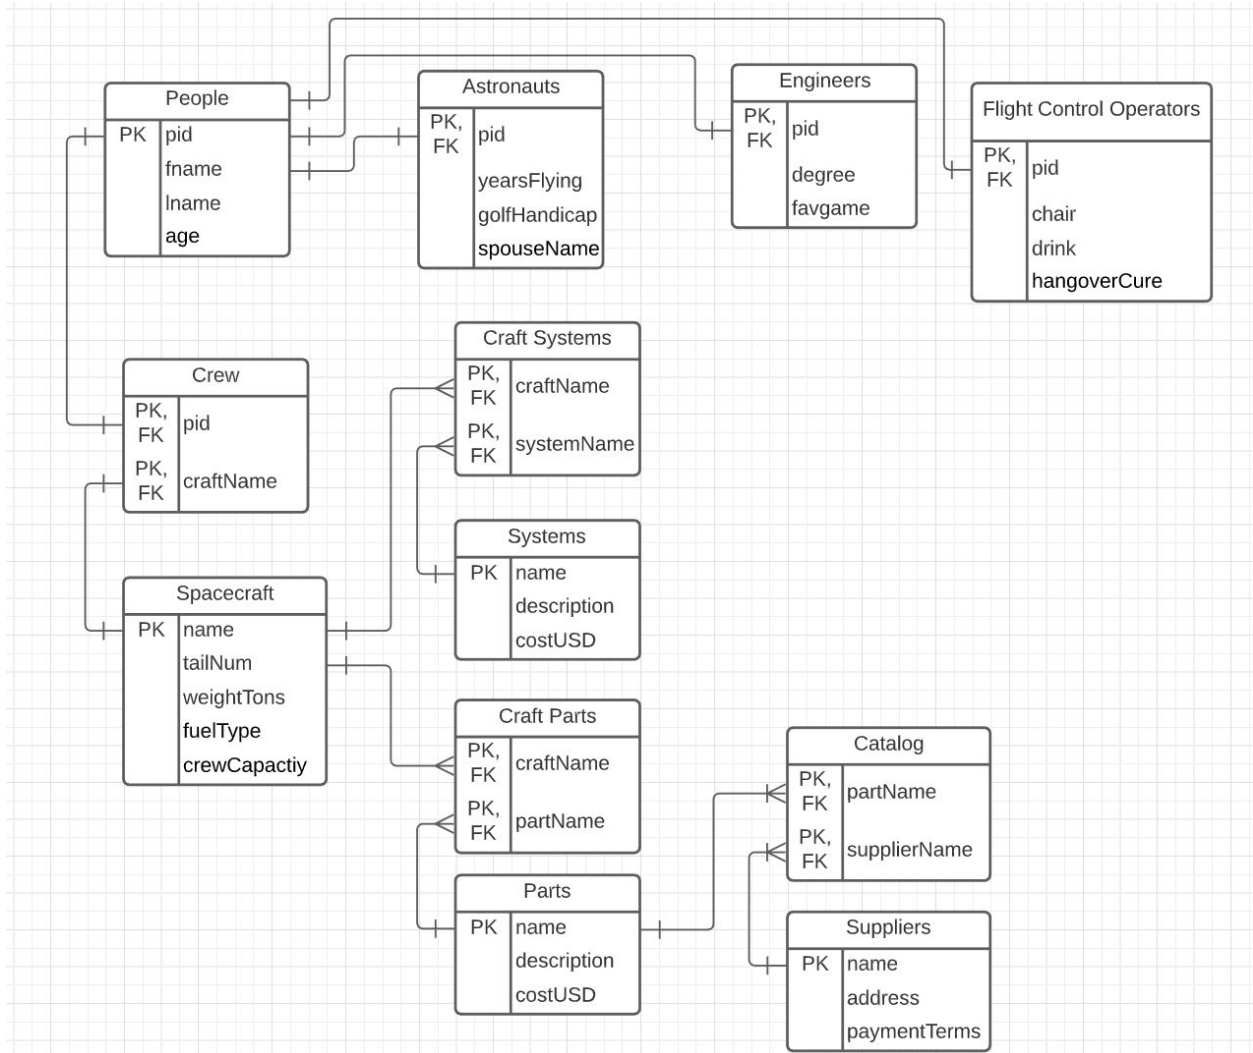 People
PK pid
fname
lname
age
Astronauts
PK,
FK
pid
yearsFlying
golfHandicap
spouseName
Engineers
PK,
FK
pid
degree
favgame
Flight Control Operators
PK,
FK
pid
chair
drink
hangoverCure
Crew
PK,
FK
pid
PK,
FK
craftName
Craft Systems
PK,
FK
craftName
PK,
FK
systemName
Systems
PK name
description
costUSD
Spacecraft
PK name
tailNum
weightTons
fuelType
crewCapactiy
Craft Parts
PK,
FK
craftName
PK,
FK
partName
Parts
PK name
description
costUSD
Catalog
PK,
FK
partName
PK,
FK
supplierName
Suppliers
PK name
address
paymentTerms